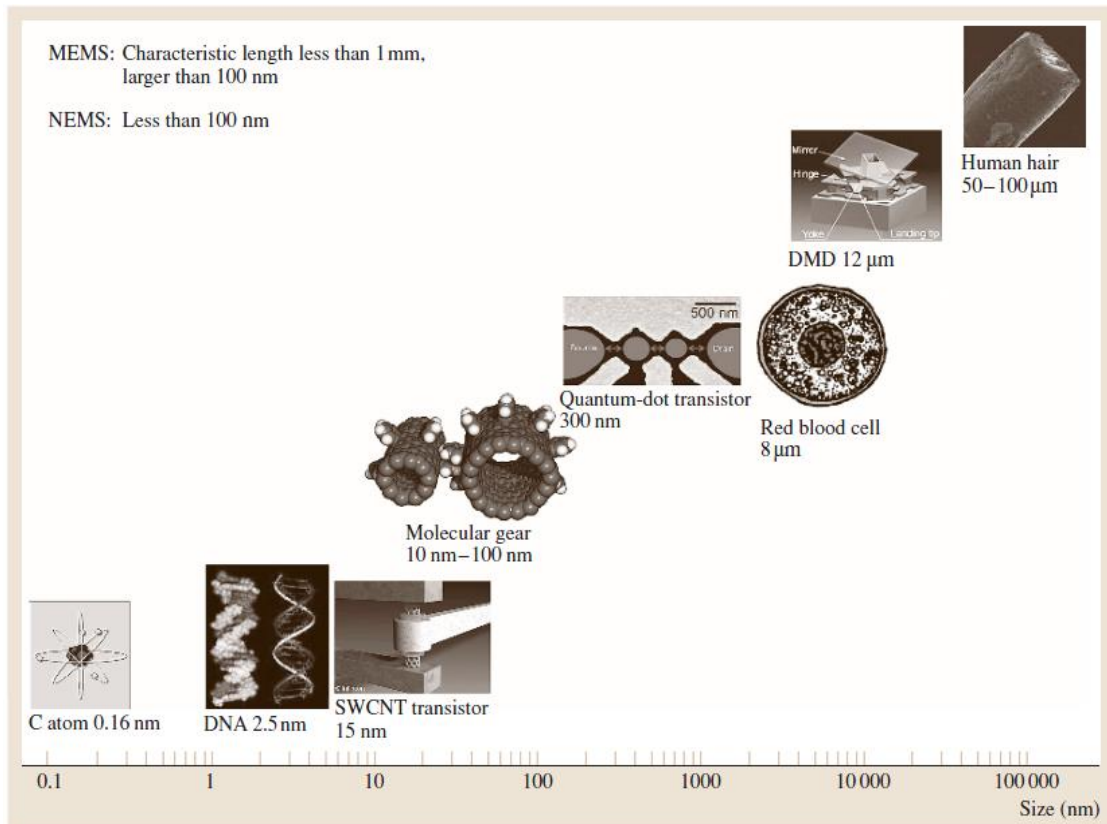 MEMS: Characteristic length less than 1 mm,
larger than 100 nm
NEMS: Less than 100 nm
Human hair
50–100 µm
Mirror
Hinge
Yoke
Landing tip
DMD 12 µm
500 nm
Source
Drain
Quantum-dot transistor
300 nm
Red blood cell
8 µm
Molecular gear
10 nm–100 nm
C atom 0.16 nm
DNA 2.5 nm
SWCNT transistor
15 nm
0.1 1 10 100 1000 10 000 100 000
Size (nm)